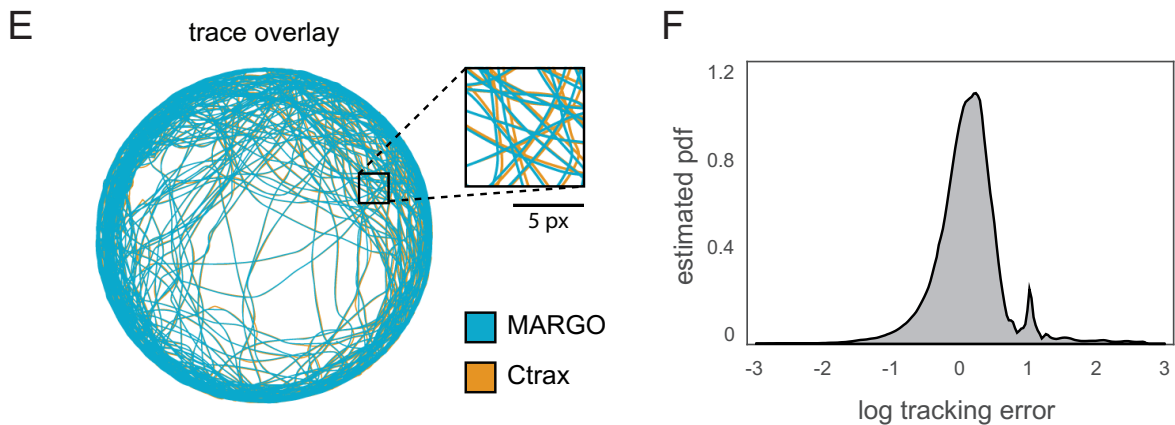 E
trace overlay
5 px
MARGO
Ctrax
F
estimated pdf
1.2
0.8
0.4
0
-3 -2 -1 0 1 2 3
log tracking error